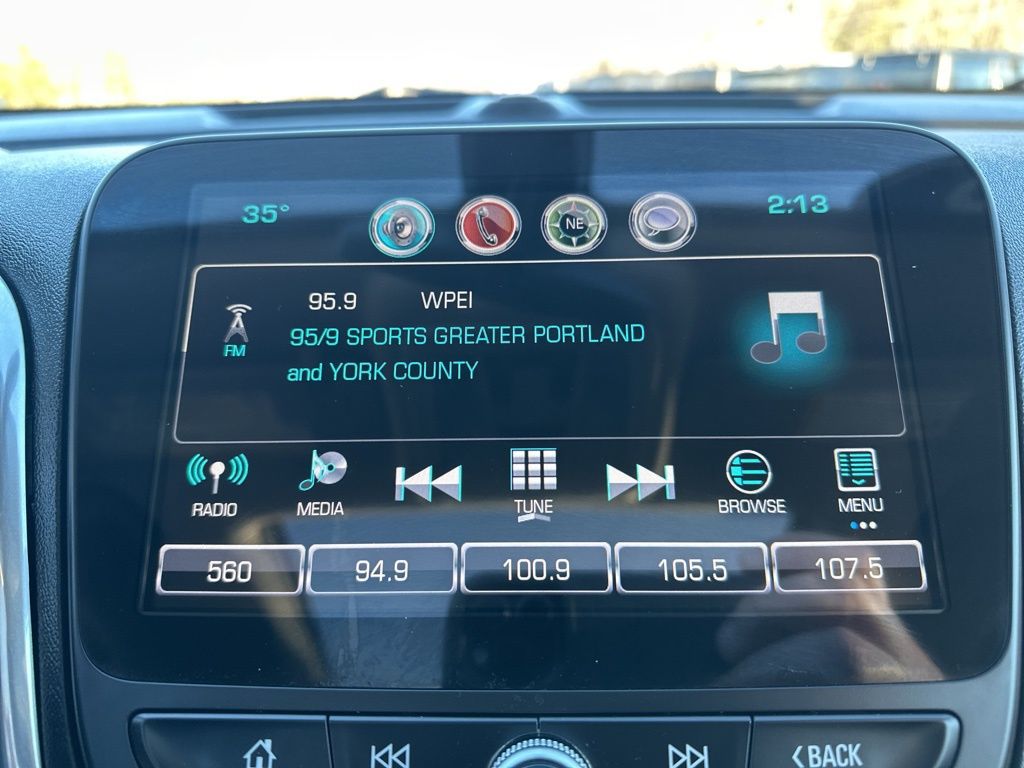 35° NE 2:13
95.9 WPEI
FM 95/9 SPORTS GREATER PORTLAND
and YORK COUNTY
RADIO MEDIA TUNE BROWSE MENU
560 94.9 100.9 105.5 107.5
BACK